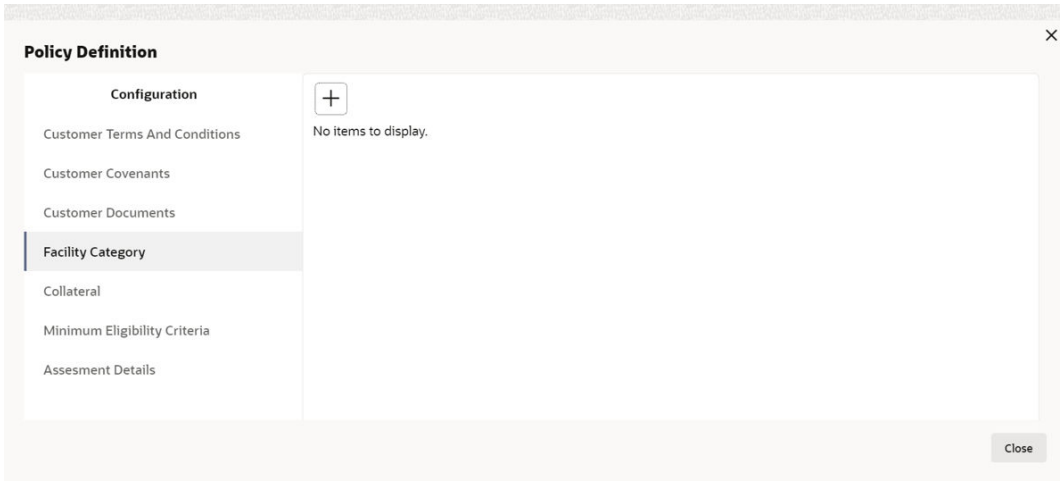 Policy Definition
Configuration
Customer Terms And Conditions
Customer Covenants
Customer Documents
Facility Category
Collateral
Minimum Eligibility Criteria
Assesment Details
No items to display.
Close